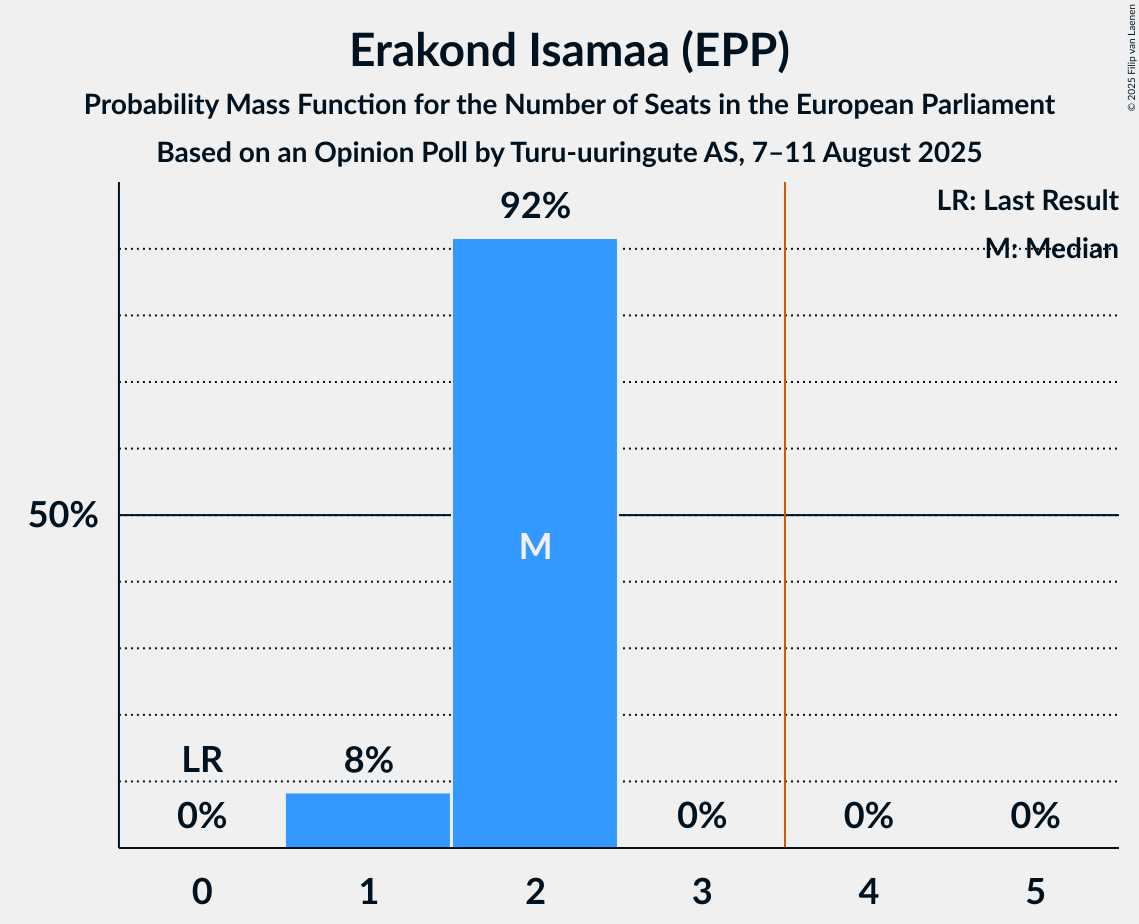 Erakond Isamaa (EPP)
Probability Mass Function for the Number of Seats in the European Parliament
Based on an Opinion Poll by Turu-uuringute AS, 7–11 August 2025
© 2025 Filip van Laenen
LR: Last Result
M: Median
92%
50%
M
LR
8%
0%
0%
0%
0%
0
1
2
3
4
5